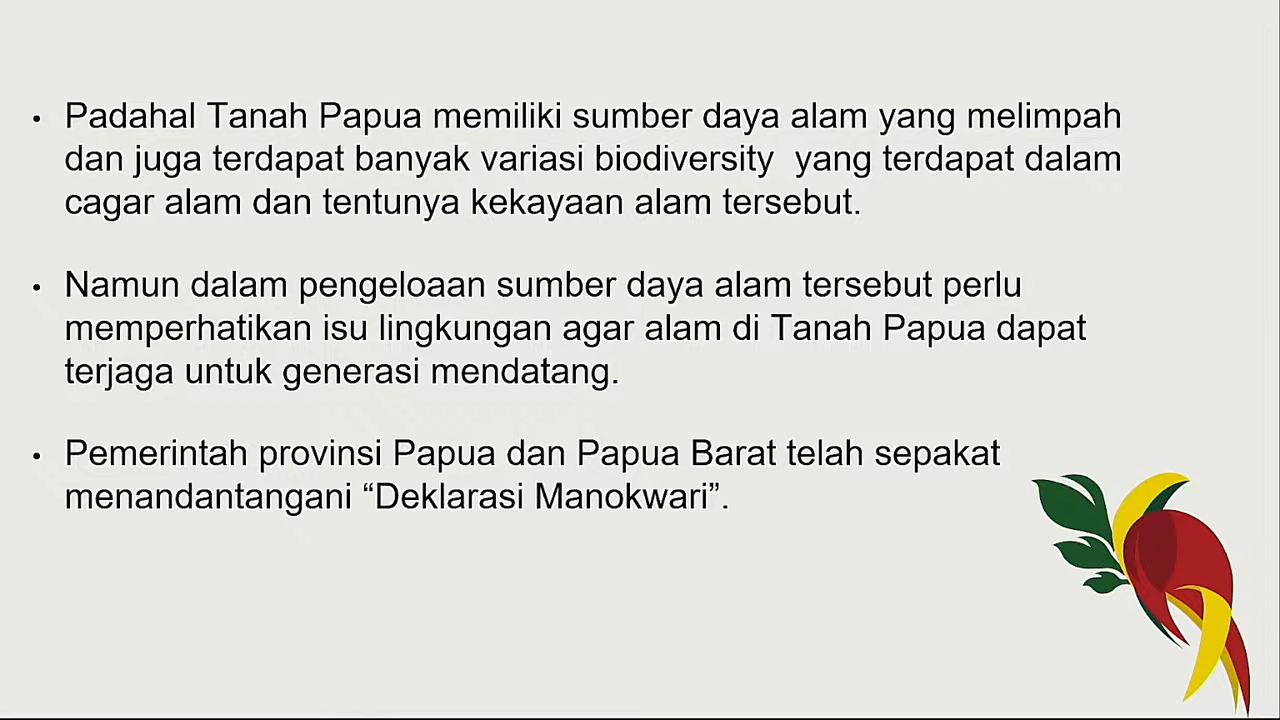 • Padahal Tanah Papua memiliki sumber daya alam yang melimpah
dan juga terdapat banyak variasi biodiversity  yang terdapat dalam
cagar alam dan tentunya kekayaan alam tersebut.
• Namun dalam pengeloaan sumber daya alam tersebut perlu
memperhatikan isu lingkungan agar alam di Tanah Papua dapat
terjaga untuk generasi mendatang.
• Pemerintah provinsi Papua dan Papua Barat telah sepakat
menandantangani “Deklarasi Manokwari”.